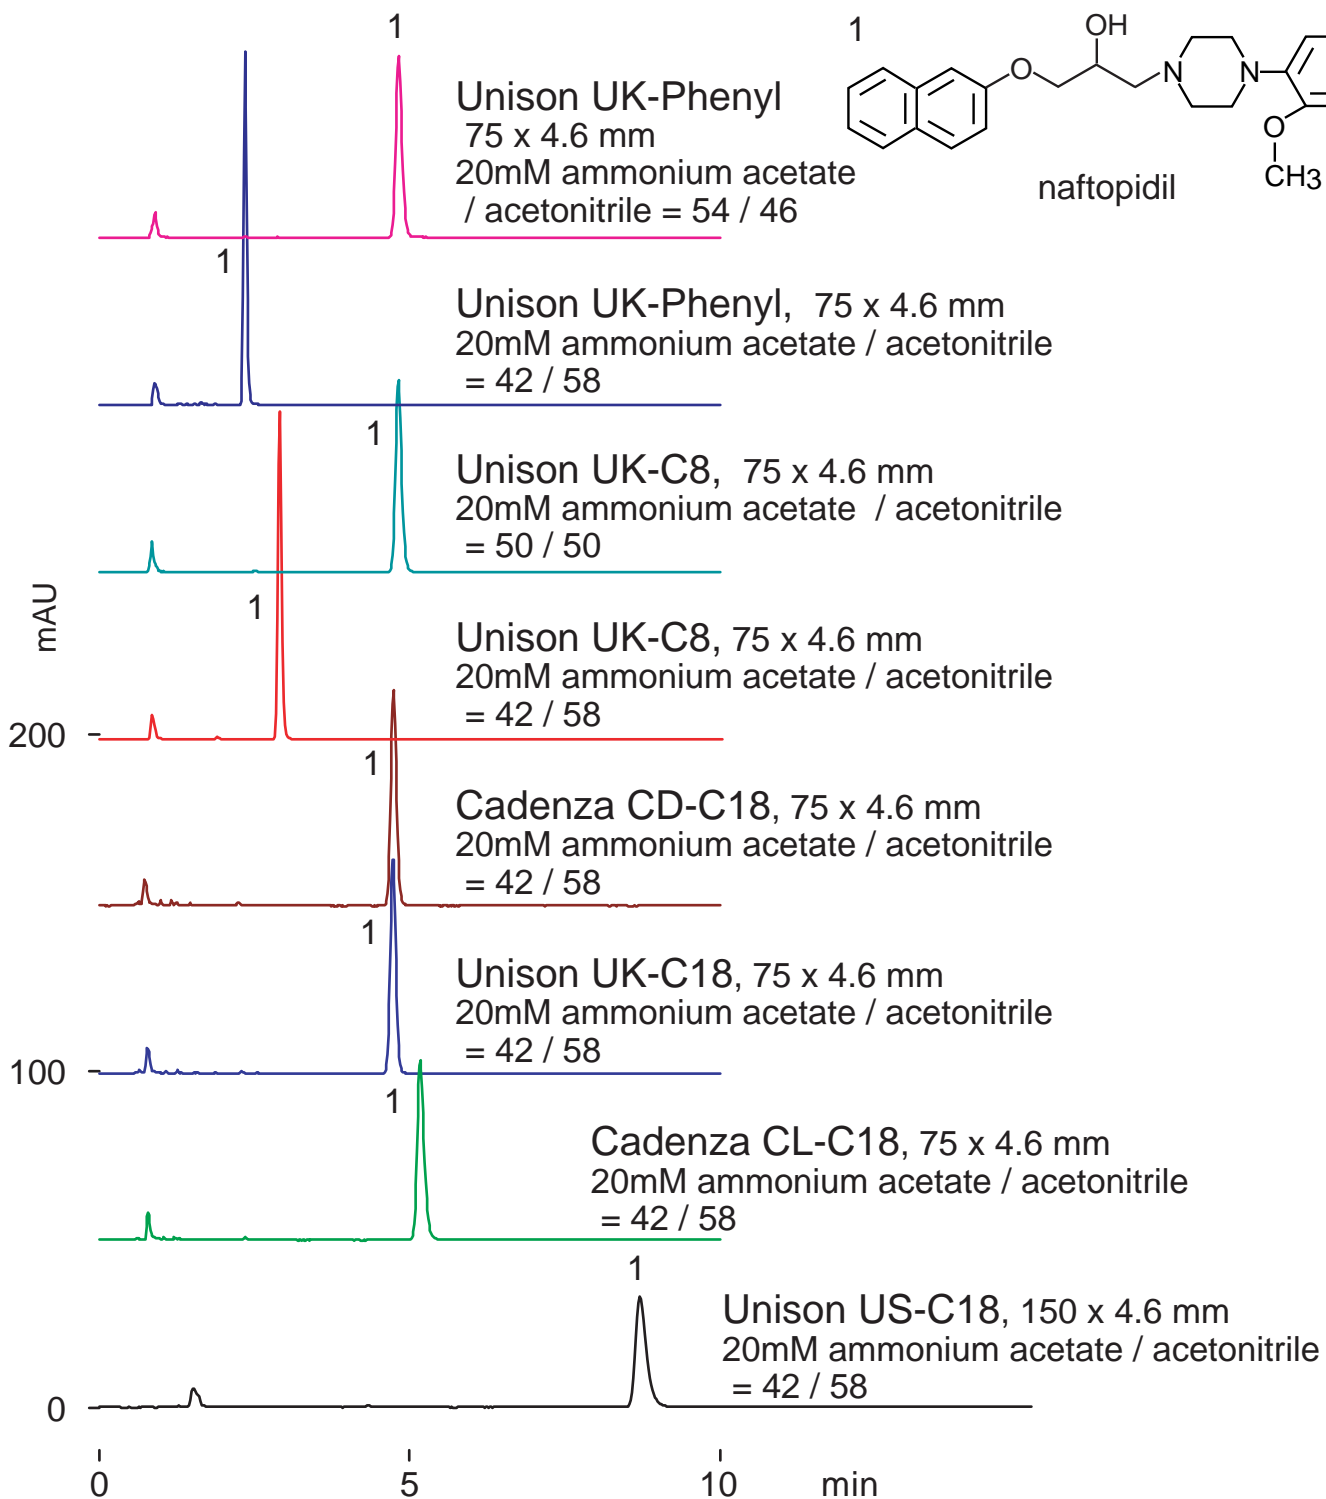 1
1
OH
O
N
N
O
CH3
naftopidil
Unison UK-Phenyl
75 x 4.6 mm
20mM ammonium acetate
/ acetonitrile = 54 / 46
1
Unison UK-Phenyl, 75 x 4.6 mm
20mM ammonium acetate / acetonitrile
= 42 / 58
1
Unison UK-C8, 75 x 4.6 mm
20mM ammonium acetate / acetonitrile
= 50 / 50
1
Unison UK-C8, 75 x 4.6 mm
20mM ammonium acetate / acetonitrile
= 42 / 58
mAU
200
1
Cadenza CD-C18, 75 x 4.6 mm
20mM ammonium acetate / acetonitrile
= 42 / 58
1
Unison UK-C18, 75 x 4.6 mm
20mM ammonium acetate / acetonitrile
= 42 / 58
100
1
Cadenza CL-C18, 75 x 4.6 mm
20mM ammonium acetate / acetonitrile
= 42 / 58
1
Unison US-C18, 150 x 4.6 mm
20mM ammonium acetate / acetonitrile
= 42 / 58
0
0 5 10 min